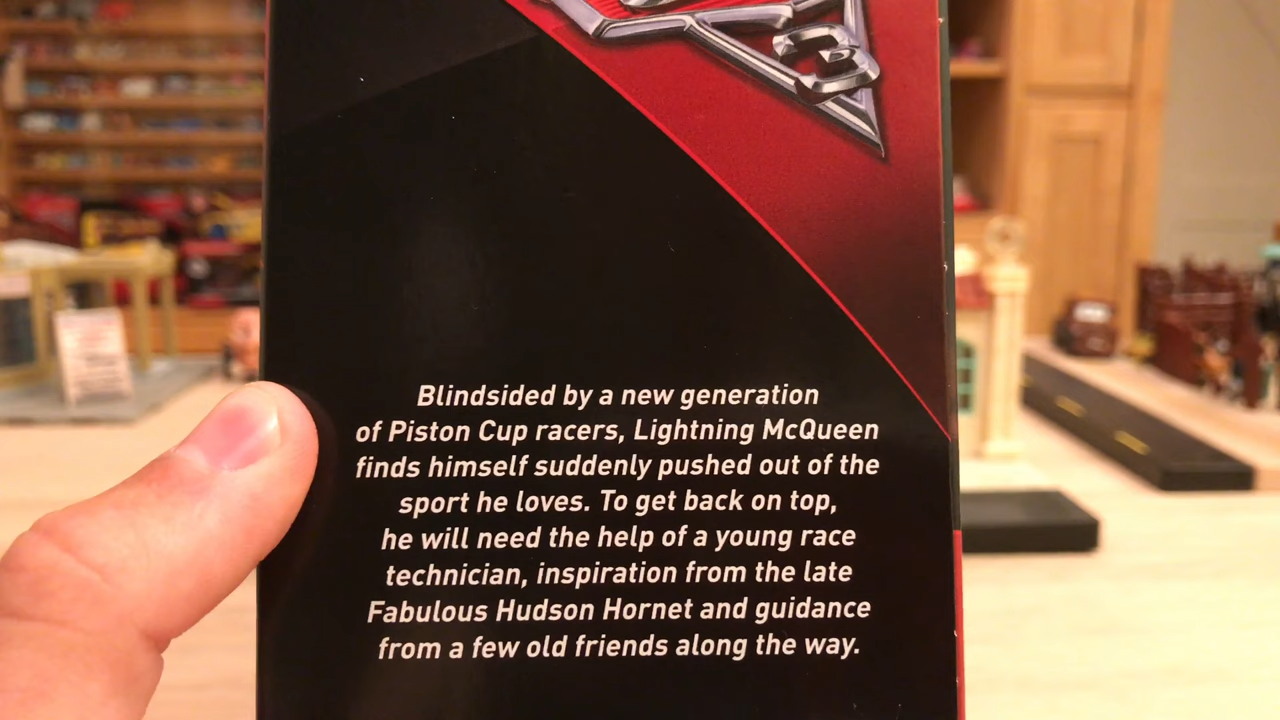 3
Blindsided by a new generation
of Piston Cup racers, Lightning McQueen
finds himself suddenly pushed out of the
sport he loves. To get back on top,
he will need the help of a young race
technician, inspiration from the late
Fabulous Hudson Hornet and guidance
from a few old friends along the way.